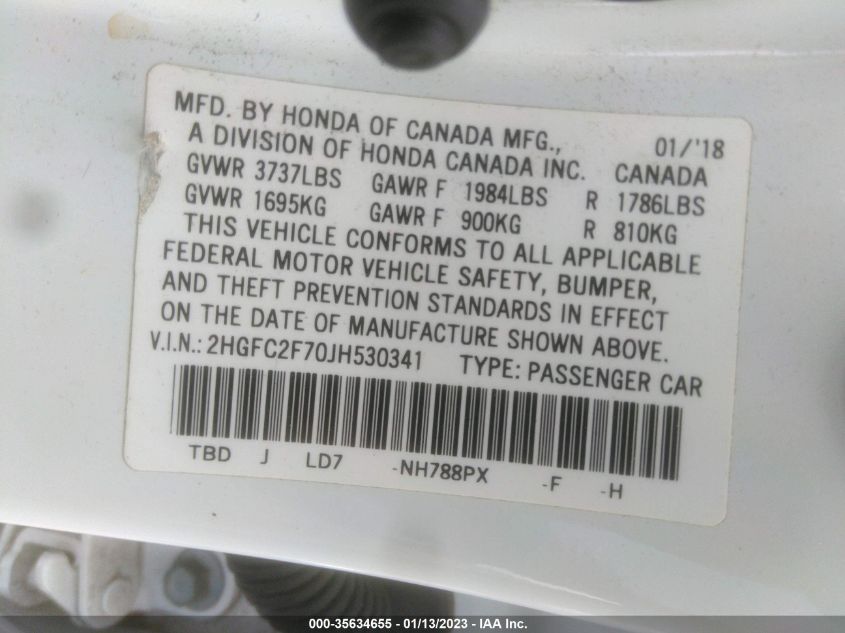 MFD. BY HONDA OF CANADA MFG., 01/'18
A DIVISION OF HONDA CANADA INC. CANADA
GVWR 3737LBS GAWR F 1984LBS R 1786LBS
GVWR 1695KG GAWR F 900KG R 810KG
THIS VEHICLE CONFORMS TO ALL APPLICABLE
FEDERAL MOTOR VEHICLE SAFETY, BUMPER,
AND THEFT PREVENTION STANDARDS IN EFFECT
ON THE DATE OF MANUFACTURE SHOWN ABOVE.
V.I.N.: 2HGFC2F70JH530341 TYPE: PASSENGER CAR
TBD J LD7 -NH788PX -F -H
000-35634655 - 01/13/2023 - IAA Inc.